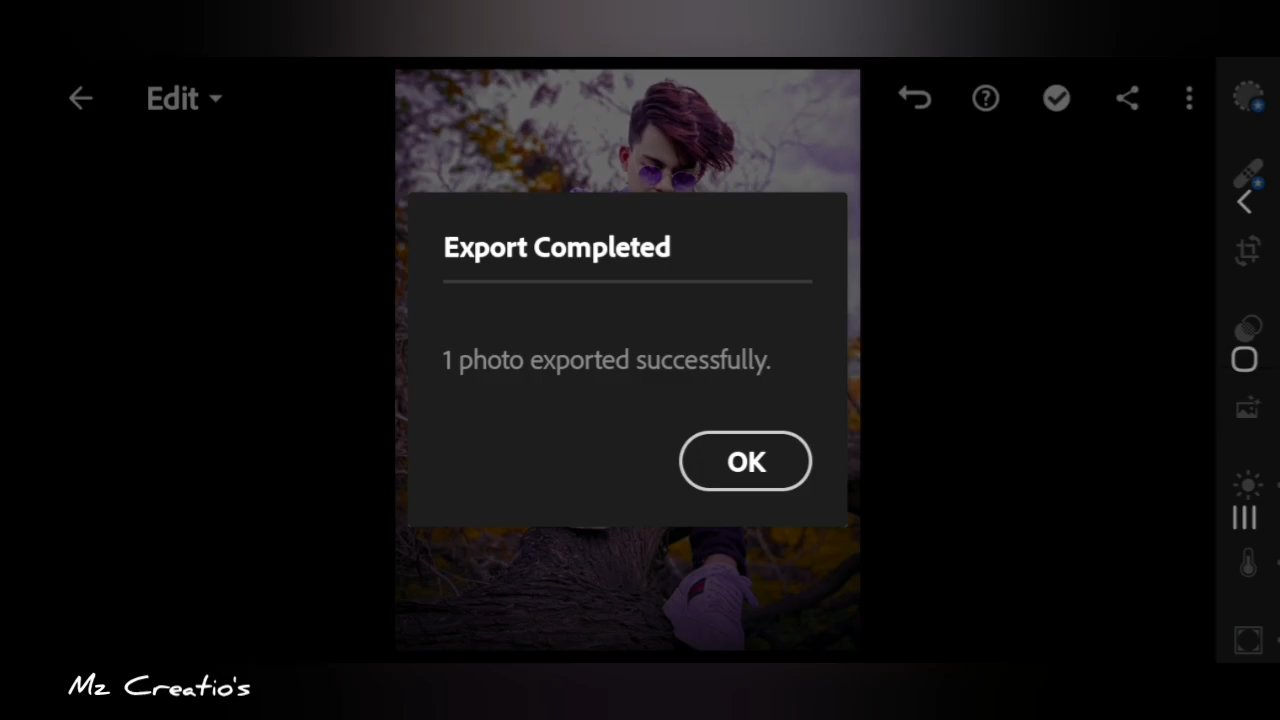 Edit
Export Completed
1 photo exported successfully.
OK
Mz Creatio's